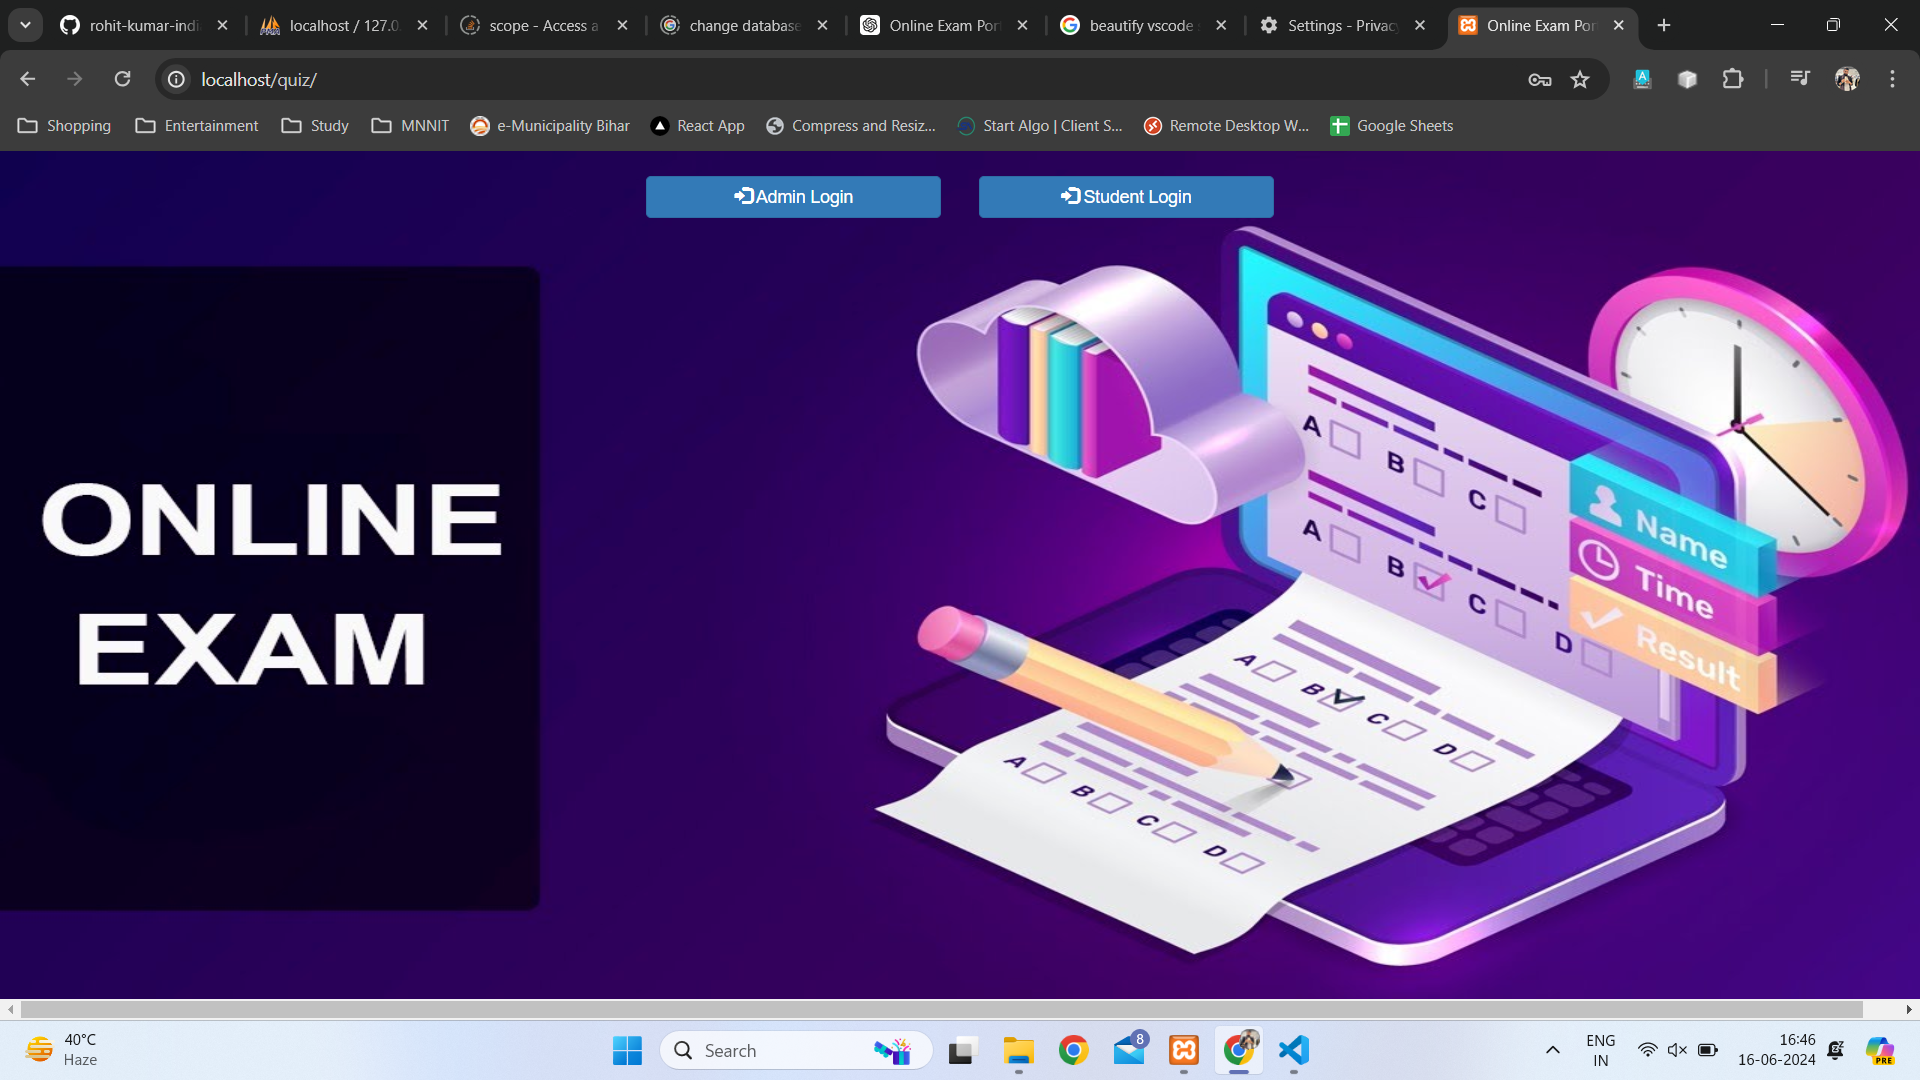 rohit-kumar-indi
localhost / 127.0.
scope - Access a
change database
Online Exam Por
beautify vscode
Settings - Privacy
Online Exam Por
localhost/quiz/
Shopping
Entertainment
Study
MNNIT
e-Municipality Bihar
React App
Compress and Resiz...
Start Algo | Client S...
Remote Desktop W...
Google Sheets
Admin Login
Student Login
ONLINE
EXAM
A
B
C
A
B
C
D
Name
Time
Result
A
B
C
D
A
B
C
D
40°C
Haze
Search
8
ENG
IN
16:46
16-06-2024
PRE